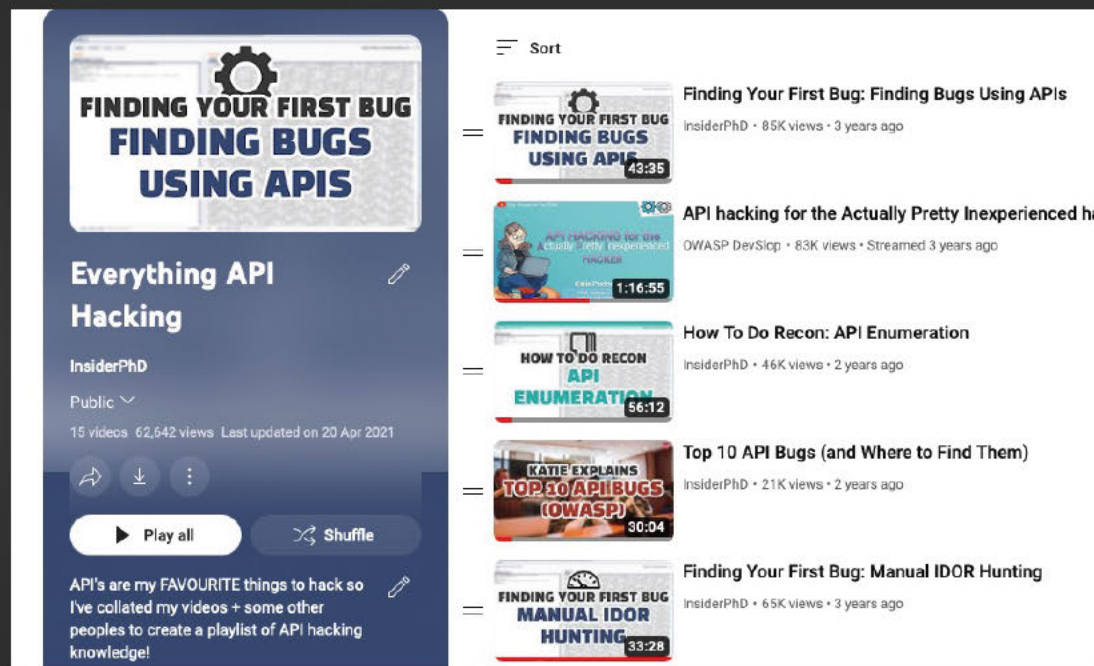 FINDING YOUR FIRST BUG
FINDING BUGS
USING APIS
Everything API
Hacking
InsiderPhD
Public
15 videos 62,642 views Last updated on 20 Apr 2021
Play all
Shuffle
API's are my FAVOURITE things to hack so
I've collated my videos + some other
peoples to create a playlist of API hacking
knowledge!
Sort
FINDING YOUR FIRST BUG
FINDING BUGS
USING APIS
43:35
Finding Your First Bug: Finding Bugs Using APIs
InsiderPhD • 85K views • 3 years ago
API HACKING for the
Actually Pretty Inexperienced
HACKER
1:16:55
API hacking for the Actually Pretty Inexperienced ha
OWASP DevSlop • 83K views • Streamed 3 years ago
HOW TO DO RECON
API
ENUMERATION
56:12
How To Do Recon: API Enumeration
InsiderPhD • 46K views • 2 years ago
KATIE EXPLAINS
TOP 10 API BUGS
(OWASP)
30:04
Top 10 API Bugs (and Where to Find Them)
InsiderPhD • 21K views • 2 years ago
FINDING YOUR FIRST BUG
MANUAL IDOR
HUNTING
33:28
Finding Your First Bug: Manual IDOR Hunting
InsiderPhD • 65K views • 3 years ago